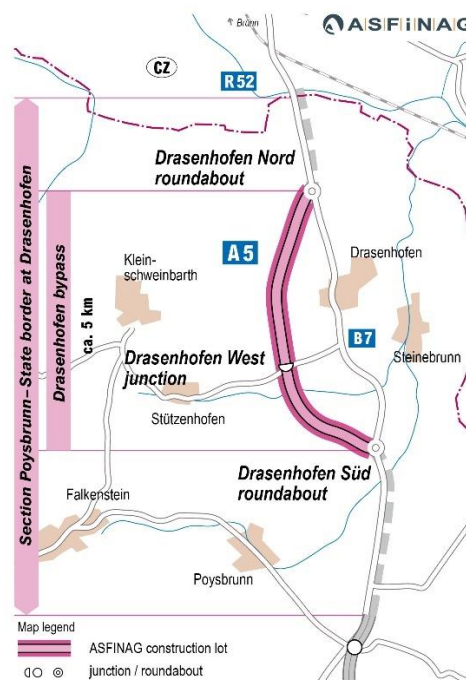 Brünn
ASFiNAG
CZ
R52
Drasenhofen Nord
roundabout
A5
Klein-
schweinbarth
Drasenhofen
B7
Steinebrunn
Drasenhofen West
junction
Stützenhofen
Section Poysbrunn – State border at Drasenhofen
Drasenhofen bypass
ca. 5 km
Drasenhofen Süd
roundabout
Falkenstein
Poysbrunn
Map legend
ASFINAG construction lot
junction / roundabout